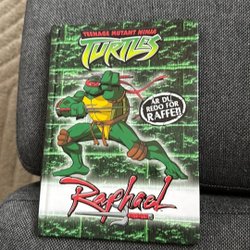 TEENAGE MUTANT NINJA
TURTLES
ÄR DU
REDO FÖR
RAFFE!!
Raphael